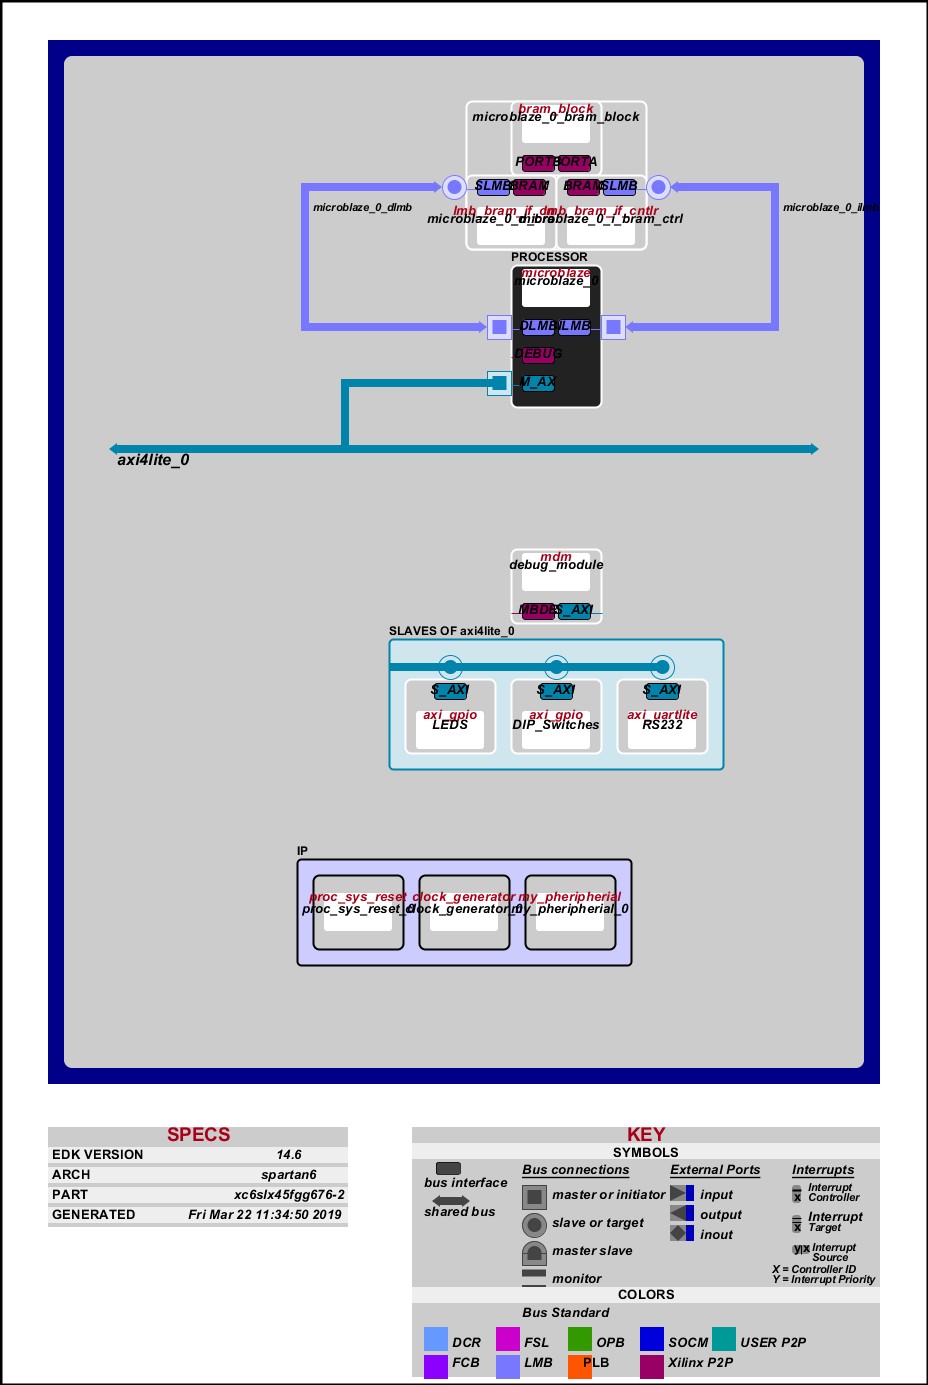 bram_block
microblaze_0_bram_block
PORTB PORTA
SLMB BRAM BRAM SLMB
microblaze_0_dlmb
microblaze_0_ilmb
lmb_bram_if_cntlr
microblaze_0_i_bram_ctrl
PROCESSOR
microblaze
microblaze_0
DLMB ILMB
DEBUG
M_AX
axi4lite_0
mdm
debug_module
MBDE S_AXI
SLAVES OF axi4lite_0
S_AXI S_AXI S_AXI
axi_gpio axi_gpio axi_uartlite
LEDS DIP_Switches RS232
IP
proc_sys_reset clock_generator my_pheripherial
proc_sys_reset_0 clock_generator_0 my_pheripherial_0
SPECS
EDK VERSION 14.6
ARCH spartan6
PART xc6slx45fgg676-2
GENERATED Fri Mar 22 11:34:50 2019
KEY
SYMBOLS
bus interface
shared bus
Bus connections
master or initiator
slave or target
master slave
monitor
External Ports
input
output
inout
Interrupts
x
Interrupt
Controller
x
Interrupt
Target
y x
Interrupt
Source
X = Controller ID
Y = Interrupt Priority
COLORS
Bus Standard
DCR FSL OPB SOCM USER P2P
FCB LMB PLB Xilinx P2P